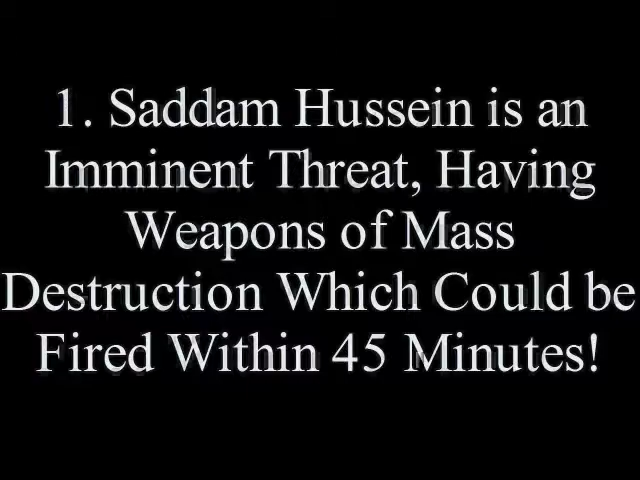 1. Saddam Hussein is an
Imminent Threat, Having
Weapons of Mass
Destruction Which Could be
Fired Within 45 Minutes!